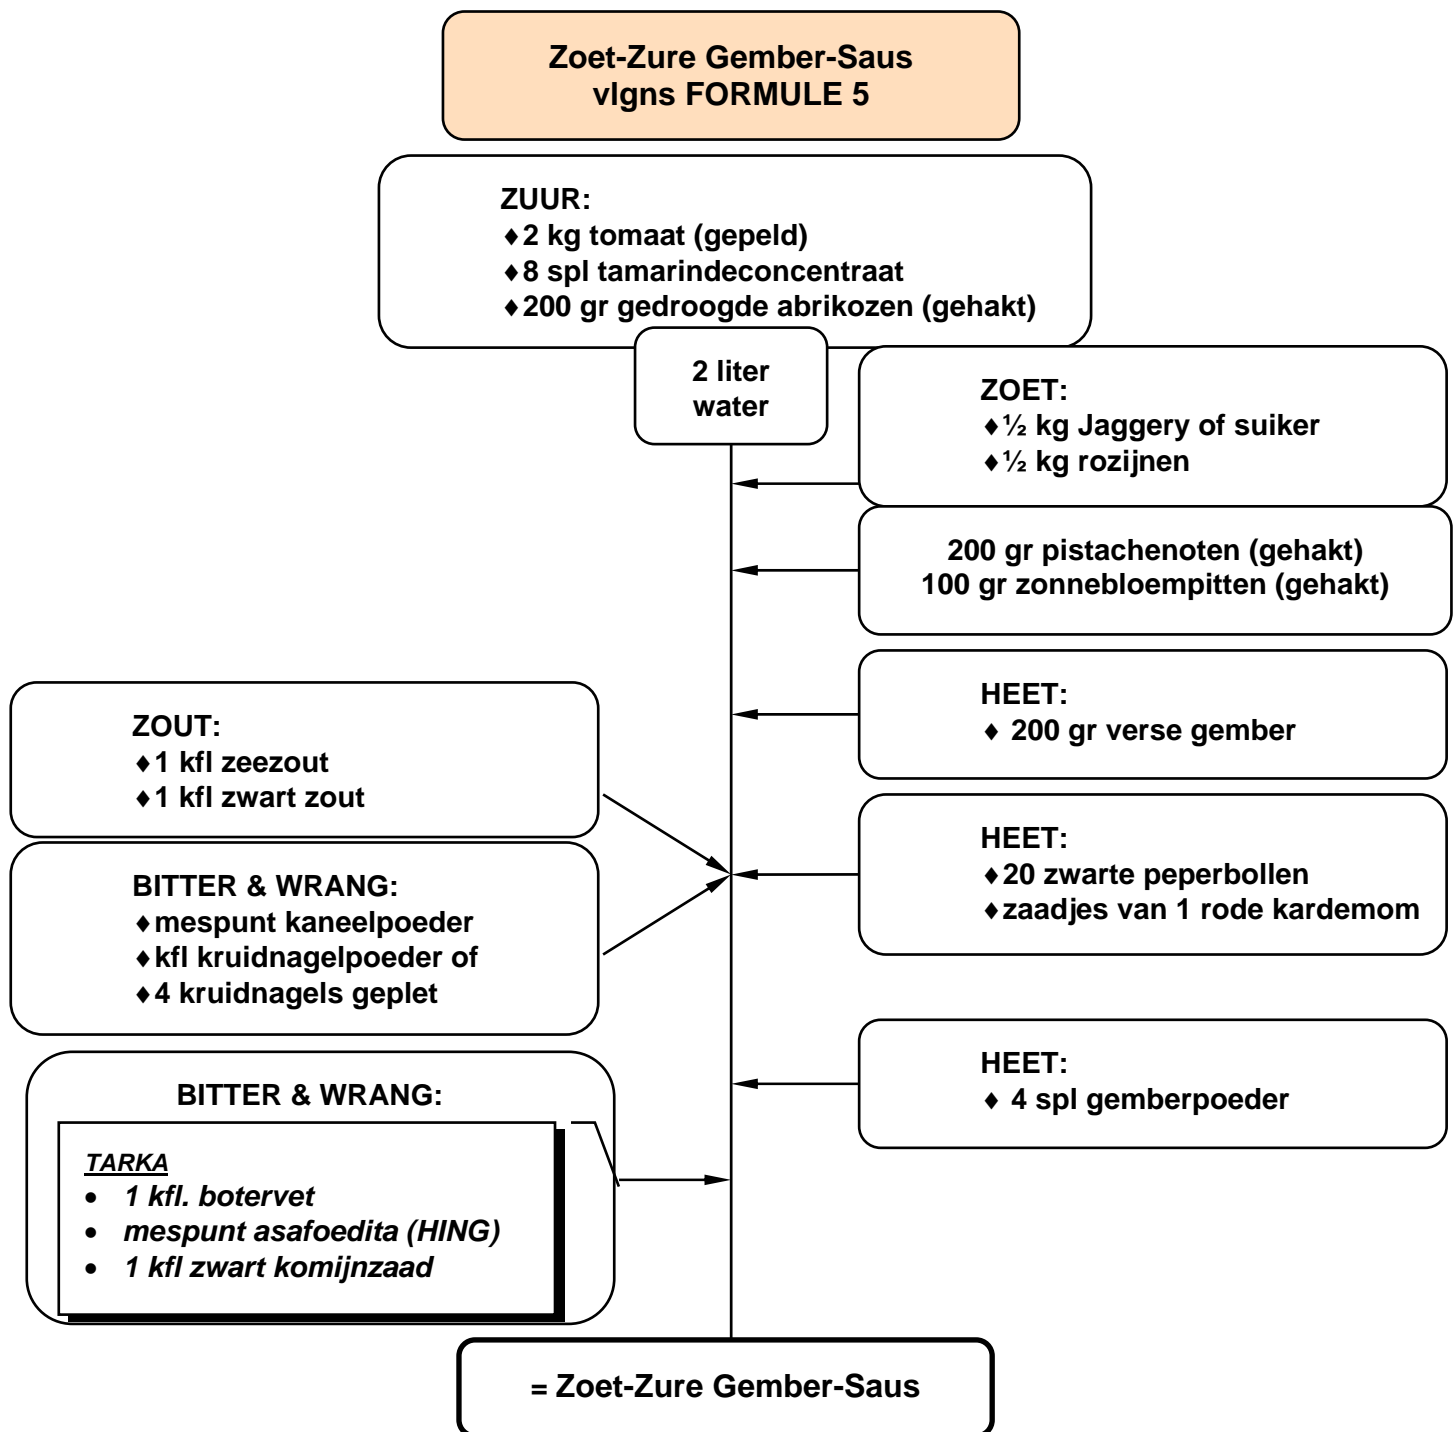 Zoet-Zure Gember-Saus
vlgns FORMULE 5
ZUUR:
♦2 kg tomaat (gepeld)
♦8 spl tamarindeconcentraat
♦200 gr gedroogde abrikozen (gehakt)
2 liter
water
ZOET:
♦½ kg Jaggery of suiker
♦½ kg rozijnen
200 gr pistachenoten (gehakt)
100 gr zonnebloempitten (gehakt)
HEET:
♦ 200 gr verse gember
ZOUT:
♦1 kfl zeezout
♦1 kfl zwart zout
HEET:
♦20 zwarte peperbollen
♦zaadjes van 1 rode kardemom
BITTER & WRANG:
♦mespunt kaneelpoeder
♦kfl kruidnagelpoeder of
♦4 kruidnagels geplet
HEET:
♦ 4 spl gemberpoeder
BITTER & WRANG:
TARKA
• 1 kfl. botervet
• mespunt asafoedita (HING)
• 1 kfl zwart komijnzaad
= Zoet-Zure Gember-Saus